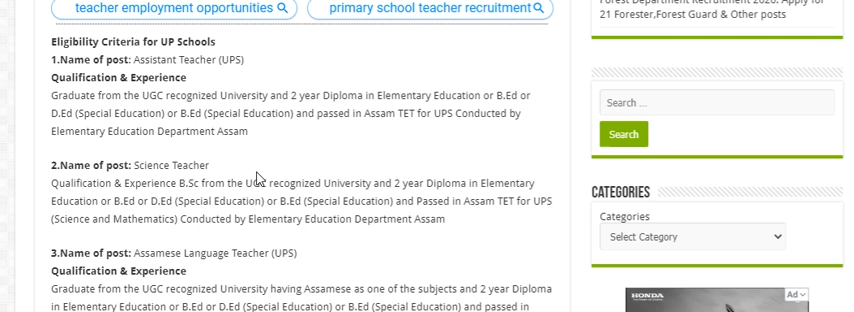 teacher employment opportunities
primary school teacher recruitment
Eligibility Criteria for UP Schools
1.Name of post: Assistant Teacher (UPS)
Qualification & Experience
Graduate from the UGC recognized University and 2 year Diploma in Elementary Education or B.Ed or
D.Ed (Special Education) or B.Ed (Special Education) and passed in Assam TET for UPS Conducted by
Elementary Education Department Assam
2.Name of post: Science Teacher
Qualification & Experience B.Sc from the UGC recognized University and 2 year Diploma in Elementary
Education or B.Ed or D.Ed (Special Education) or B.Ed (Special Education) and Passed in Assam TET for UPS
(Science and Mathematics) Conducted by Elementary Education Department Assam
3.Name of post: Assamese Language Teacher (UPS)
Qualification & Experience
Graduate from the UGC recognized University having Assamese as one of the subjects and 2 year Diploma
in Elementary Education or B.Ed or D.Ed (Special Education) or B.Ed (Special Education) and passed in
Forest Department Recruitment 2020: Apply for
21 Forester,Forest Guard & Other posts
Search ...
Search
CATEGORIES
Categories
Select Category
HONDA
Ad